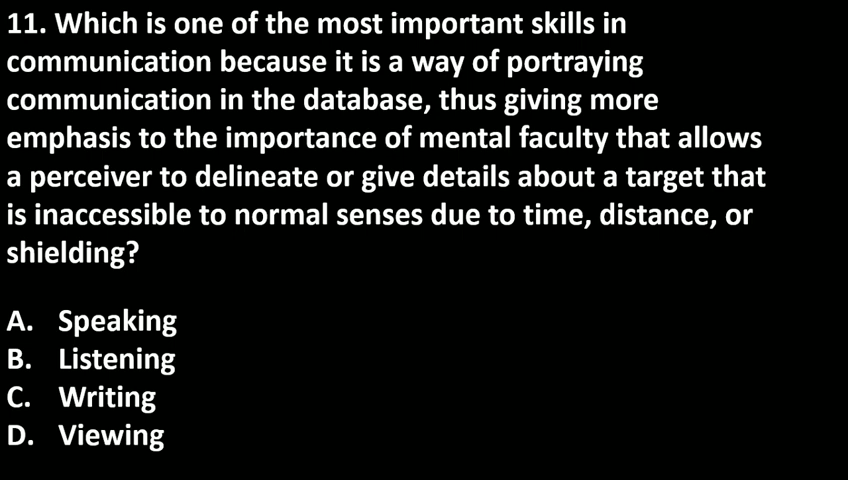 11. Which is one of the most important skills in
communication because it is a way of portraying
communication in the database, thus giving more
emphasis to the importance of mental faculty that allows
a perceiver to delineate or give details about a target that
is inaccessible to normal senses due to time, distance, or
shielding?
A. Speaking
B. Listening
C. Writing
D. Viewing